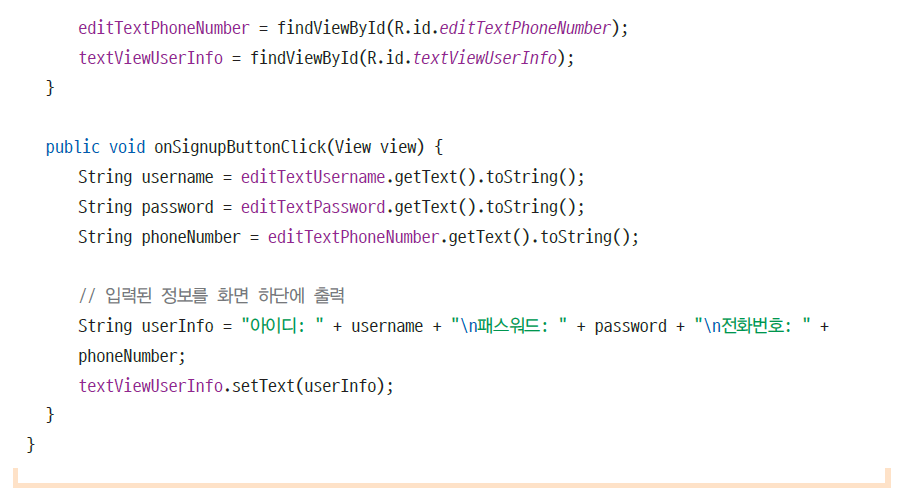 editTextPhoneNumber = findViewById(R.id.editTextPhoneNumber);
textViewUserInfo = findViewById(R.id.textViewUserInfo);
}
public void onSignupButtonClick(View view) {
String username = editTextUsername.getText().toString();
String password = editTextPassword.getText().toString();
String phoneNumber = editTextPhoneNumber.getText().toString();
// 입력된 정보를 화면 하단에 출력
String userInfo = "아이디: " + username + "\n패스워드: " + password + "\n전화번호: " +
phoneNumber;
textViewUserInfo.setText(userInfo);
}
}